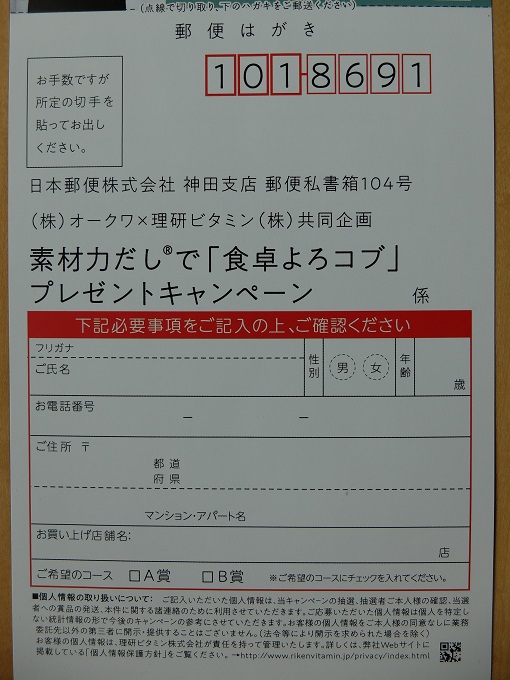 (点線で切り取り、下のハガキをご郵送ください)
郵便はがき
101-8691
お手数ですが
所定の切手を
貼ってお出し
ください。
日本郵便株式会社 神田支店 郵便私書箱104号
(株)オークワ×理研ビタミン(株)共同企画
素材力だし®で「食卓よろコブ」
プレゼントキャンペーン 係
下記必要事項をご記入の上、ご確認ください
フリガナ
ご氏名 性別 男 女 年齢 歳
お電話番号 ー ー
ご住所 〒
都 道
府 県
マンション・アパート名
お買い上げ店舗名: 店
ご希望のコース □A賞 □B賞 ※ご希望のコースにチェックを入れてください。
■個人情報の取り扱いについて: ご記入いただいた個人情報は、当キャンペーンの抽選、抽選者ご本人様の確認、当選
者への賞品の発送、本件に関する諸連絡のために利用させていただきます。ご応募いただいた個人情報は個人を特定しな
い統計情報の形で今後のキャンペーンの参考にさせていただきます。お客様の個人情報をご本人様の同意なしに業務
委託先以外の第三者に開示・提供することはございません。(法令等により開示を求められた場合を除く)
お客様の個人情報は、理研ビタミン株式会社が責任を持って管理いたします。詳しくは、弊社Webサイトに
掲載している「個人情報保護方針」をご覧ください。→http://www.rikenvitamin.jp/privacy/index.html